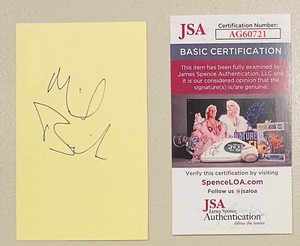 JSA
Certification Number:
AG60721
BASIC CERTIFICATION
This item has been fully examined by
James Spence Authentication, LLC and it
is our considered opinion that the
signature(s) is/are genuine.
Verify this certification by visiting
SpenceLOA.com
Follow us @jsaloa
JSA
James Spence
Authentication